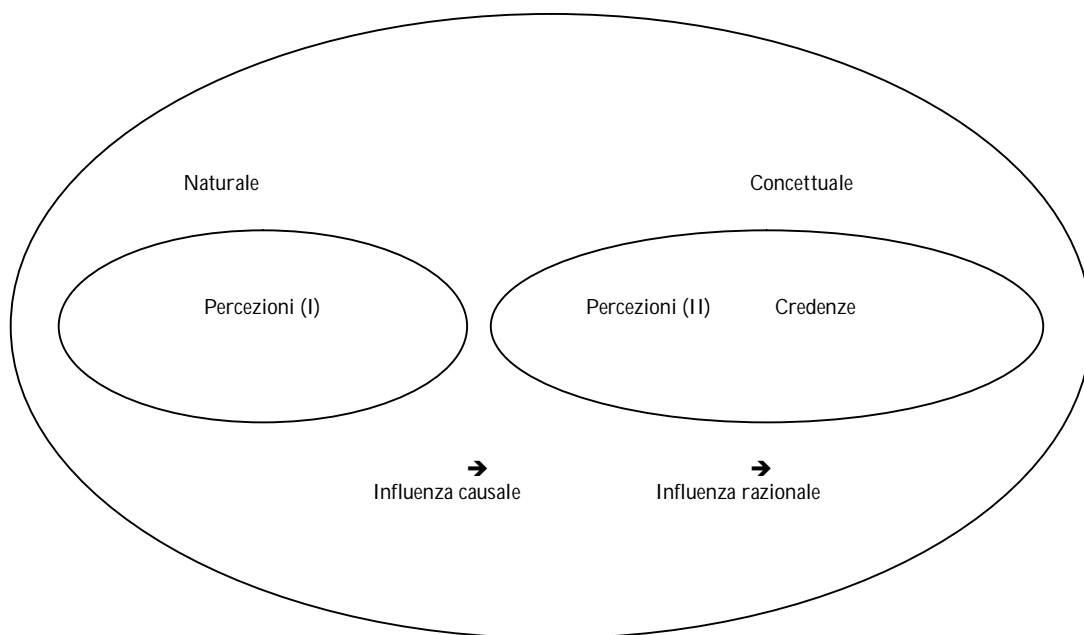 Naturale
Concettuale
Percezioni (I)
Percezioni (II)
Credenze
➔
➔
Influenza causale
Influenza razionale